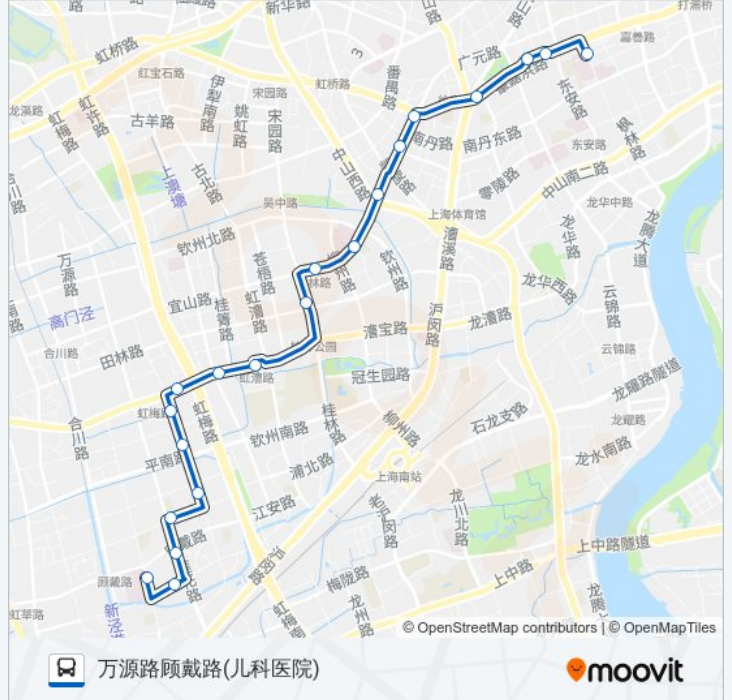 新华路
打浦桥
嘉善路
虹桥路
广元路
红宝石路
虹桥路
番禺路
宋园路
伊犁南路
姚虹路
宋园路
东安路
龙溪路
虹梅路
虹许路
古羊路
南丹路
南丹东路
东安路
枫林路
上澳塘
古北路
中山西路
零陵路
中山南二路
吴中路
上海体育馆
龙华中路
龙腾大道
万源路
钦州北路
漕溪路
龙华路
苍梧路
钦州路
龙华西路
宜山路
桂箐路
虹漕路
高门泾
沪闵路
云锦路
龙漕路
漕宝路
合川路
田林路
云锦路
虹漕路
冠生园路
龙耀路隧道
虹梅路
虹梅路
桂林路
柳州路
石龙支路
龙耀路
合川路
钦州南路
平南路
浦北路
龙水南路
上海南站
江安路
老沪闵路
龙川北路
上中路隧道
顾戴路
沪闵路
梅陇路
上中路
龙州路
虹莘路
新泾港
虹梅南路
© OpenStreetMap contributors | © OpenMapTiles
万源路顾戴路(儿科医院)
moovit